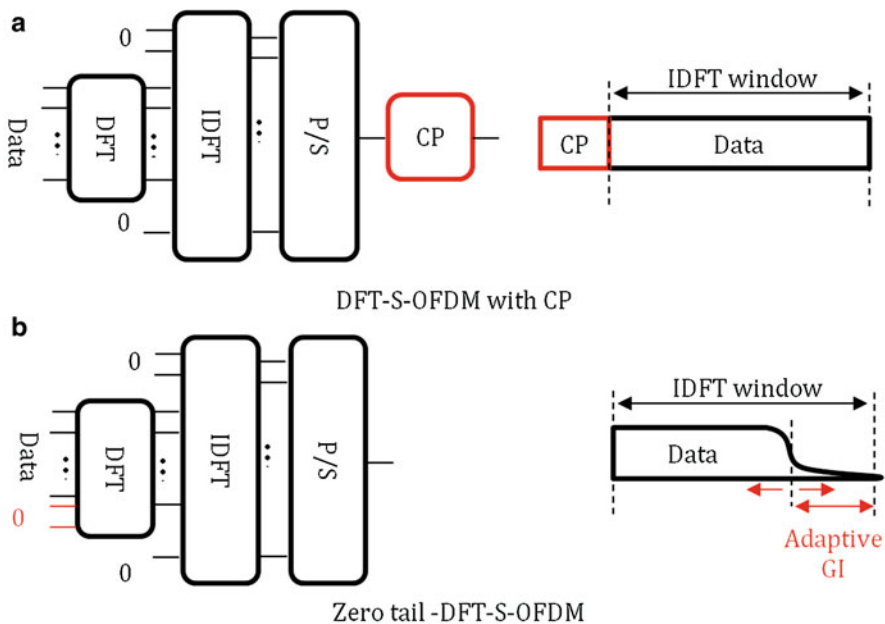 a
0
Data
DFT
IDFT
P/S
CP
0
IDFT window
CP
Data
DFT-S-OFDM with CP
b
0
Data
0
DFT
IDFT
P/S
0
IDFT window
Data
Adaptive
GI
Zero tail -DFT-S-OFDM